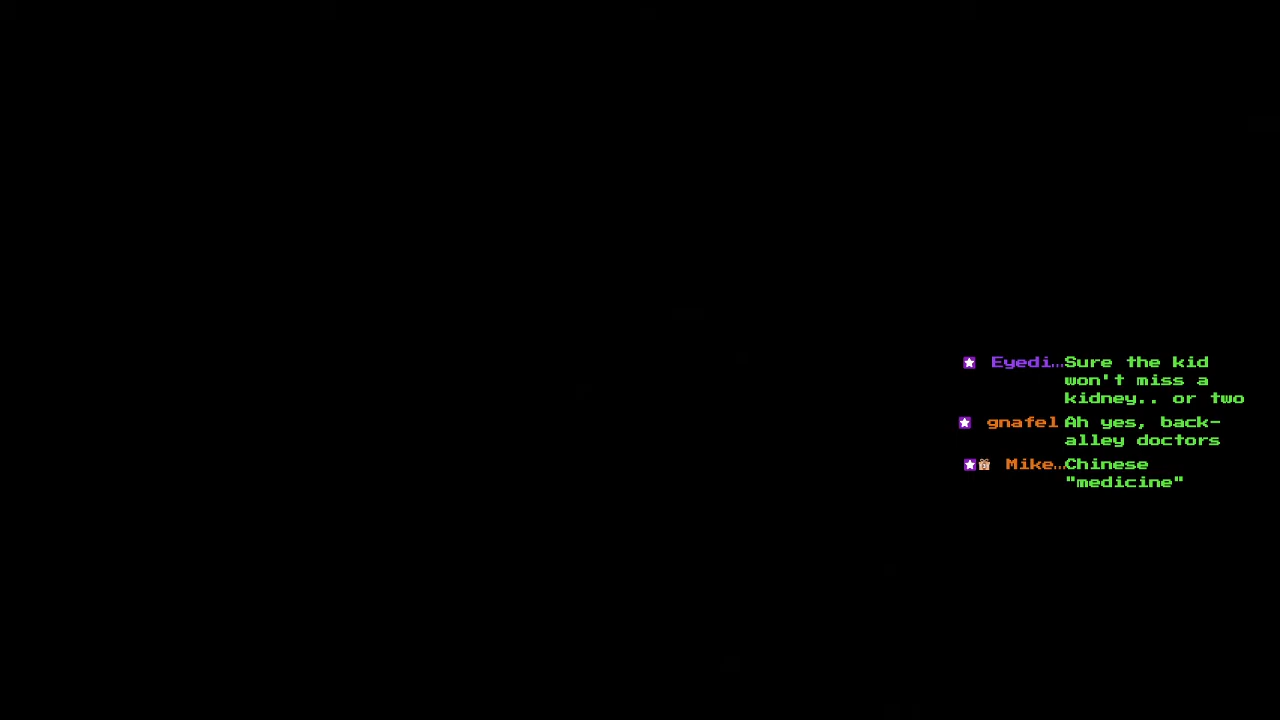 Eyedi...Sure the kid
won't miss a
kidney.. or two
gnafel Ah yes, back-
alley doctors
Mike...Chinese
"medicine"